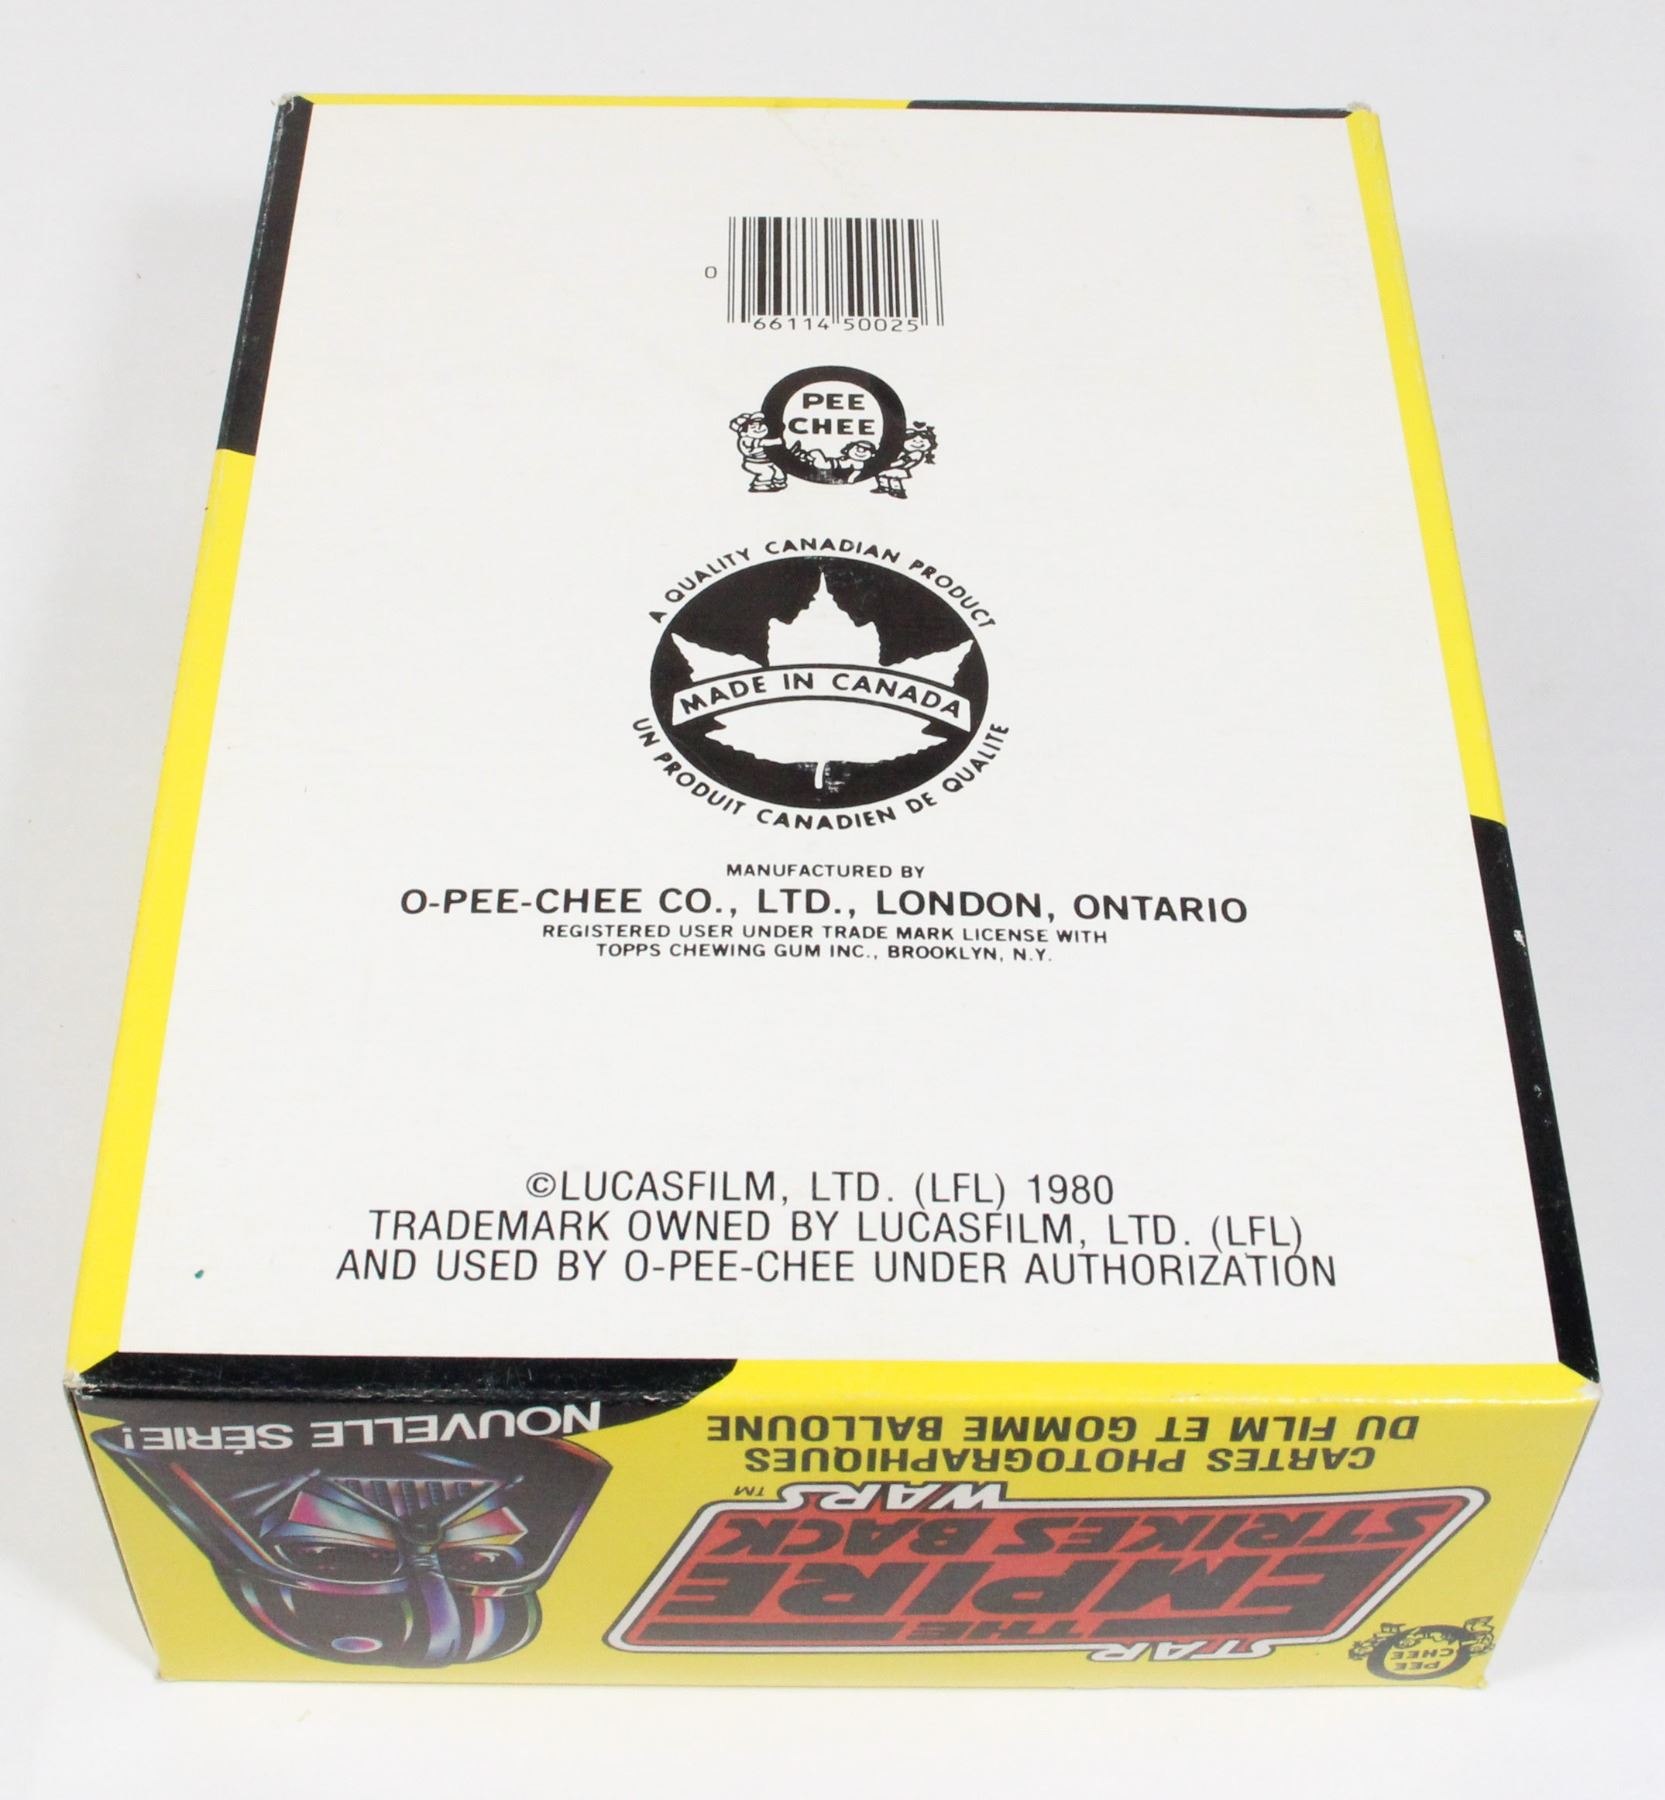 0
66114 50025
O
PEE
CHEE
A QUALITY CANADIAN PRODUCT
MADE IN CANADA
UN PRODUIT CANADIEN DE QUALITE
MANUFACTURED BY
O-PEE-CHEE CO., LTD., LONDON, ONTARIO
REGISTERED USER UNDER TRADE MARK LICENSE WITH
TOPPS CHEWING GUM INC., BROOKLYN, N.Y.
©LUCASFILM, LTD. (LFL) 1980
TRADEMARK OWNED BY LUCASFILM, LTD. (LFL)
AND USED BY O-PEE-CHEE UNDER AUTHORIZATION
O
PEE
CHEE
STAR
THE
EMPIRE
STRIKES BACK
WARS TM
CARTES PHOTOGRAPHIQUES
DU FILM ET GOMME BALLOUNE
NOUVELLE SÉRIE!